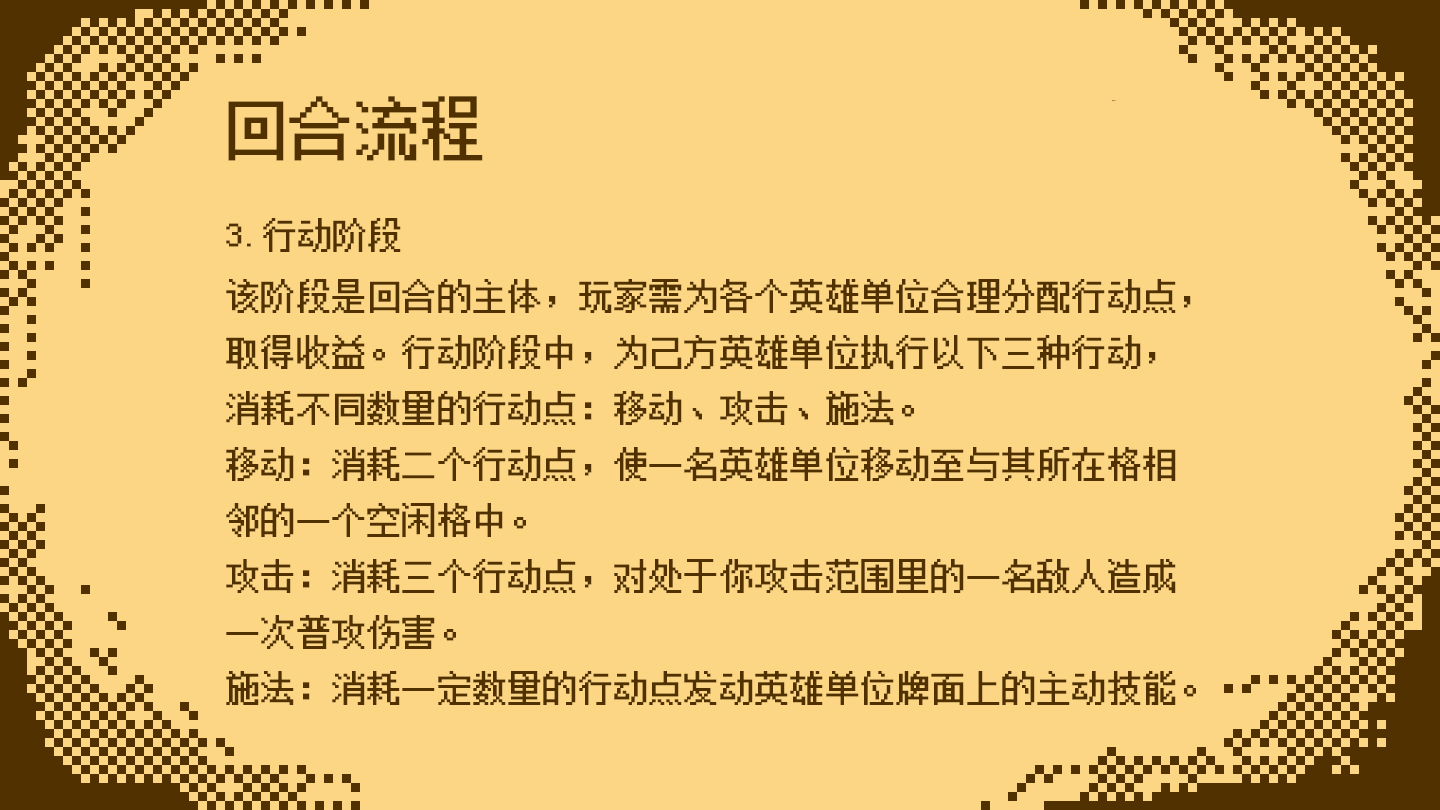 回合流程
3. 行动阶段
该阶段是回合的主体，玩家需为各个英雄单位合理分配行动点，
取得收益。行动阶段中，为己方英雄单位执行以下三种行动，
消耗不同数量的行动点：移动、攻击、施法。
移动：消耗二个行动点，使一名英雄单位移动至与其所在格相
邻的一个空闲格中。
攻击：消耗三个行动点，对处于你攻击范围里的一名敌人造成
一次普攻伤害。
施法：消耗一定数量的行动点发动英雄单位牌面上的主动技能。